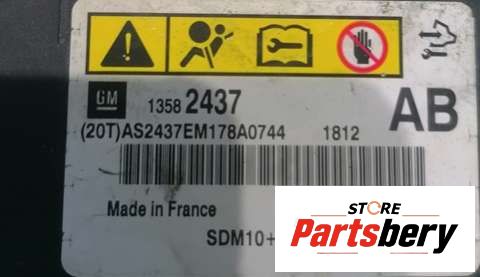 GM 1358 2437 AB
(20T)AS2437EM178A0744 1812
Made in France
SDM10+
STORE
Partsbery